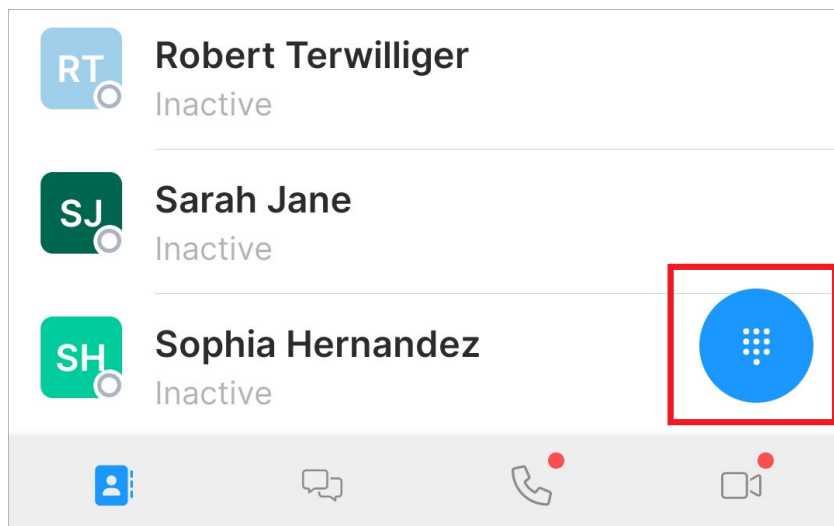 RT
Robert Terwilliger
Inactive
SJ
Sarah Jane
Inactive
SH
Sophia Hernandez
Inactive